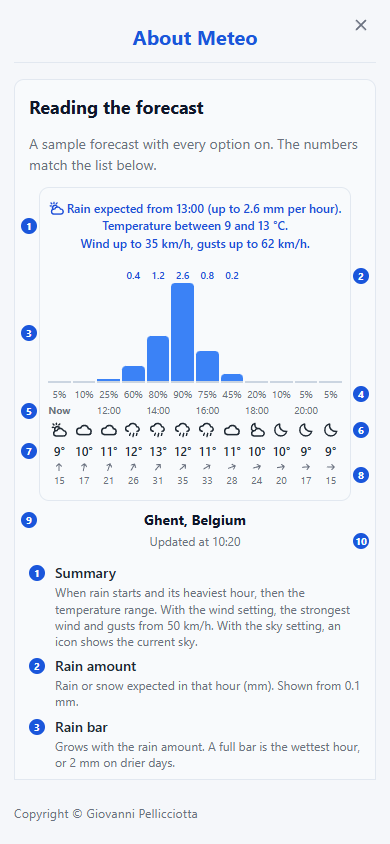 About Meteo
Reading the forecast
A sample forecast with every option on. The numbers
match the list below.
Rain expected from 13:00 (up to 2.6 mm per hour).
1
Temperature between 9 and 13 °C.
Wind up to 35 km/h, gusts up to 62 km/h.
0.4 1.2 2.6 0.8 0.2
2
3
5% 10% 25% 60% 80% 90% 75% 45% 20% 10% 5% 5%
4
5
Now 12:00 14:00 16:00 18:00 20:00
6
7
9° 10° 11° 12° 13° 12° 11° 11° 10° 10° 9° 9°
15 17 21 26 31 35 33 28 24 20 17 15
8
9
Ghent, Belgium
Updated at 10:20
10
1 Summary
When rain starts and its heaviest hour, then the
temperature range. With the wind setting, the strongest
wind and gusts from 50 km/h. With the sky setting, an
icon shows the current sky.
2 Rain amount
Rain or snow expected in that hour (mm). Shown from 0.1
mm.
3 Rain bar
Grows with the rain amount. A full bar is the wettest hour,
or 2 mm on drier days.
Copyright © Giovanni Pellicciotta